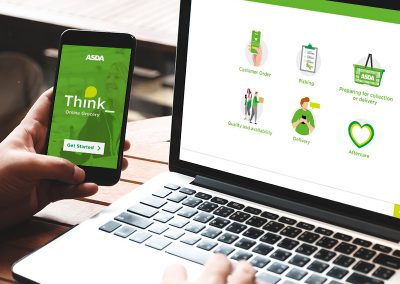 ASDA
Think_
Online Grocery
Get Started >
Customer Order
Picking
ASDA
Preparing for collection
or delivery
Quality and availability
Delivery
Aftercare